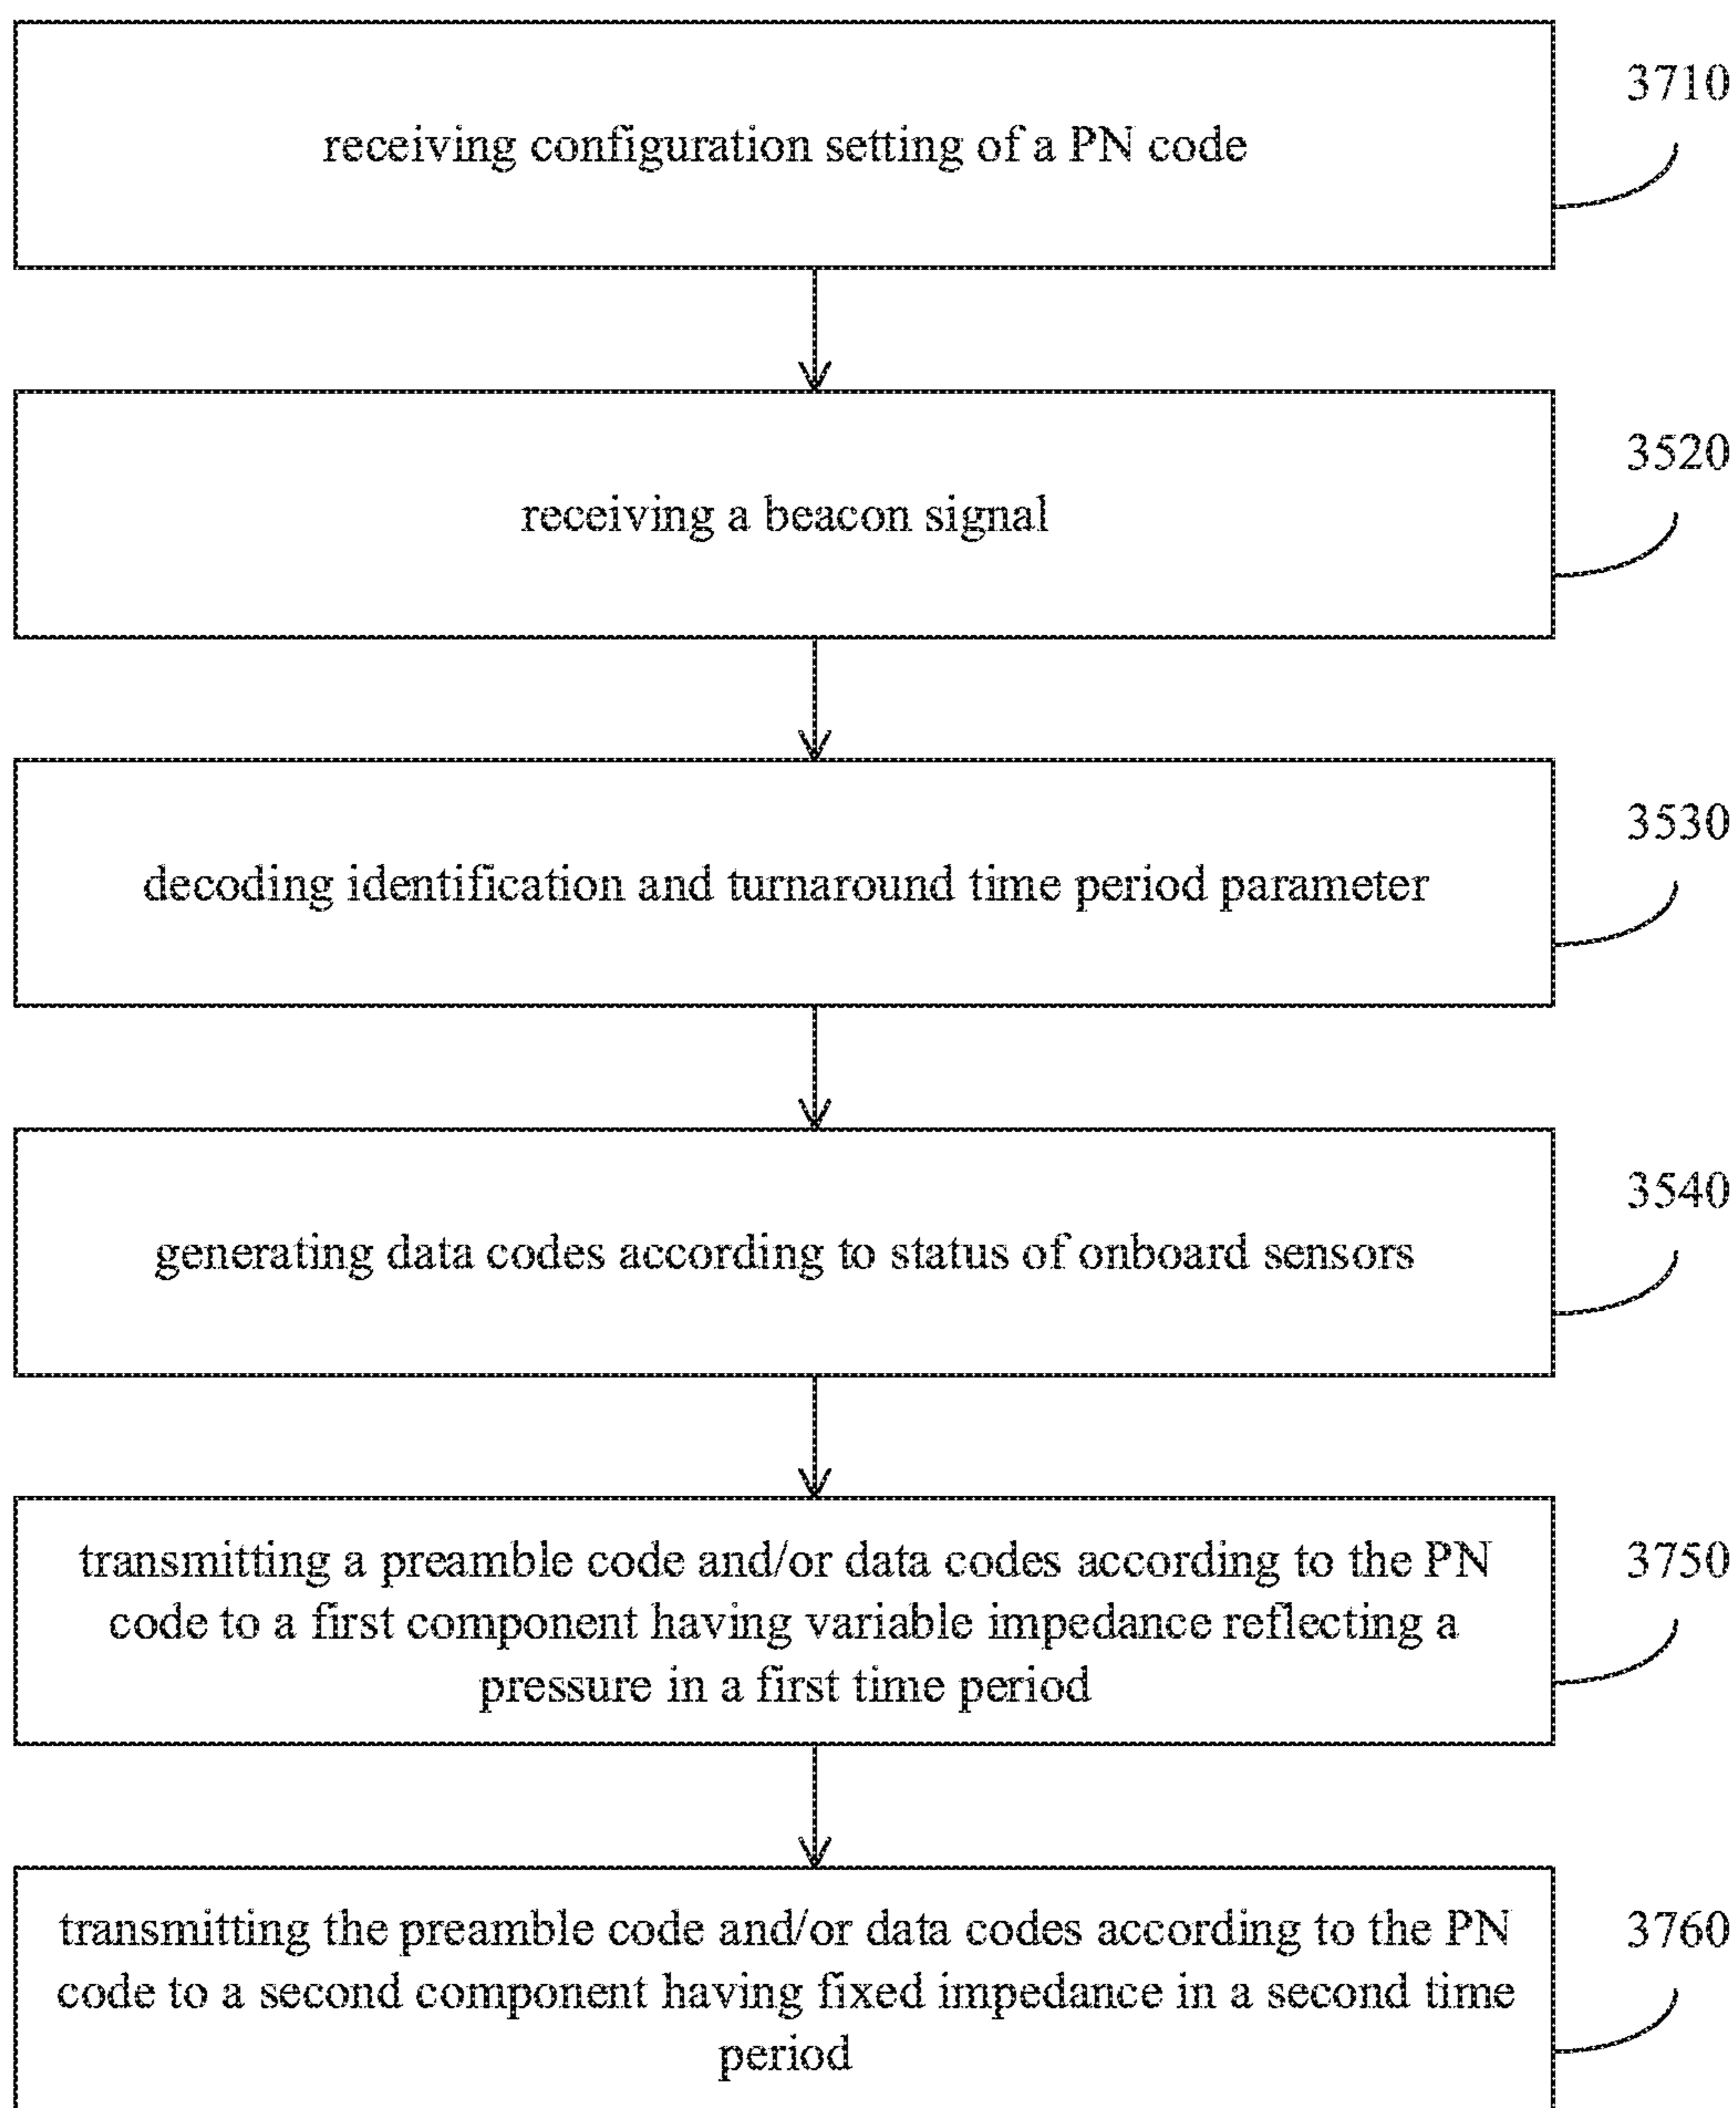 receiving configuration setting of a PN code
3710
receiving a beacon signal
3520
decoding identification and turnaround time period parameter
3530
generating data codes according to status of onboard sensors
3540
transmitting a preamble code and/or data codes according to the PN
code to a first component having variable impedance reflecting a
pressure in a first time period
3750
transmitting the preamble code and/or data codes according to the PN
code to a second component having fixed impedance in a second time
period
3760